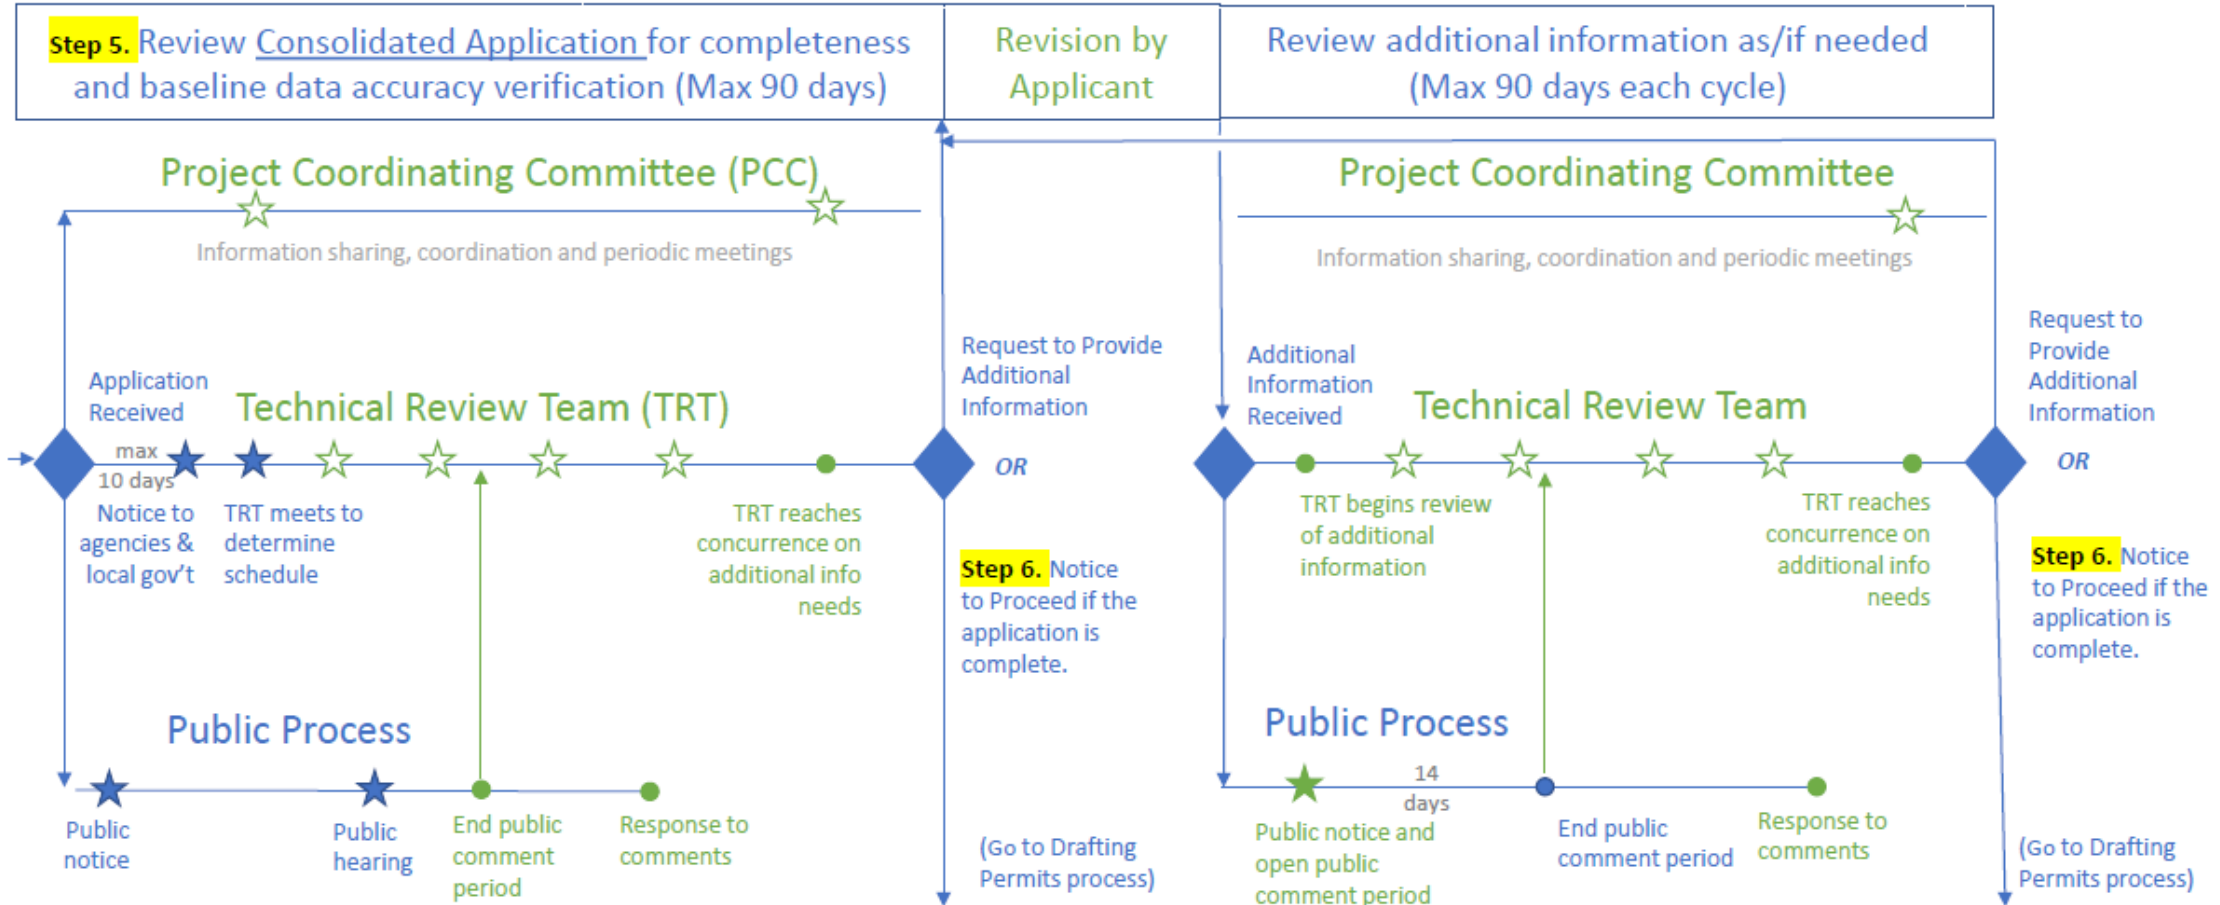 Step 5. Review Consolidated Application for completeness
and baseline data accuracy verification (Max 90 days)
Revision by
Applicant
Review additional information as/if needed
(Max 90 days each cycle)
Project Coordinating Committee (PCC)
Information sharing, coordination and periodic meetings
Application
Received
Technical Review Team (TRT)
max
10 days
Notice to
agencies &
local gov't
TRT meets to
determine
schedule
TRT reaches
concurrence on
additional info
needs
Public Process
Public
notice
Public
hearing
End public
comment
period
Response to
comments
Request to Provide
Additional
Information
OR
Step 6. Notice
to Proceed if the
application is
complete.
(Go to Drafting
Permits process)
Project Coordinating Committee
Information sharing, coordination and periodic meetings
Additional
Information
Received
Technical Review Team
TRT begins review
of additional
information
TRT reaches
concurrence on
additional info
needs
Public Process
14
days
Public notice and
open public
comment period
End public
comment period
Response to
comments
Request to
Provide
Additional
Information
OR
Step 6. Notice
to Proceed if the
application is
complete.
(Go to Drafting
Permits process)